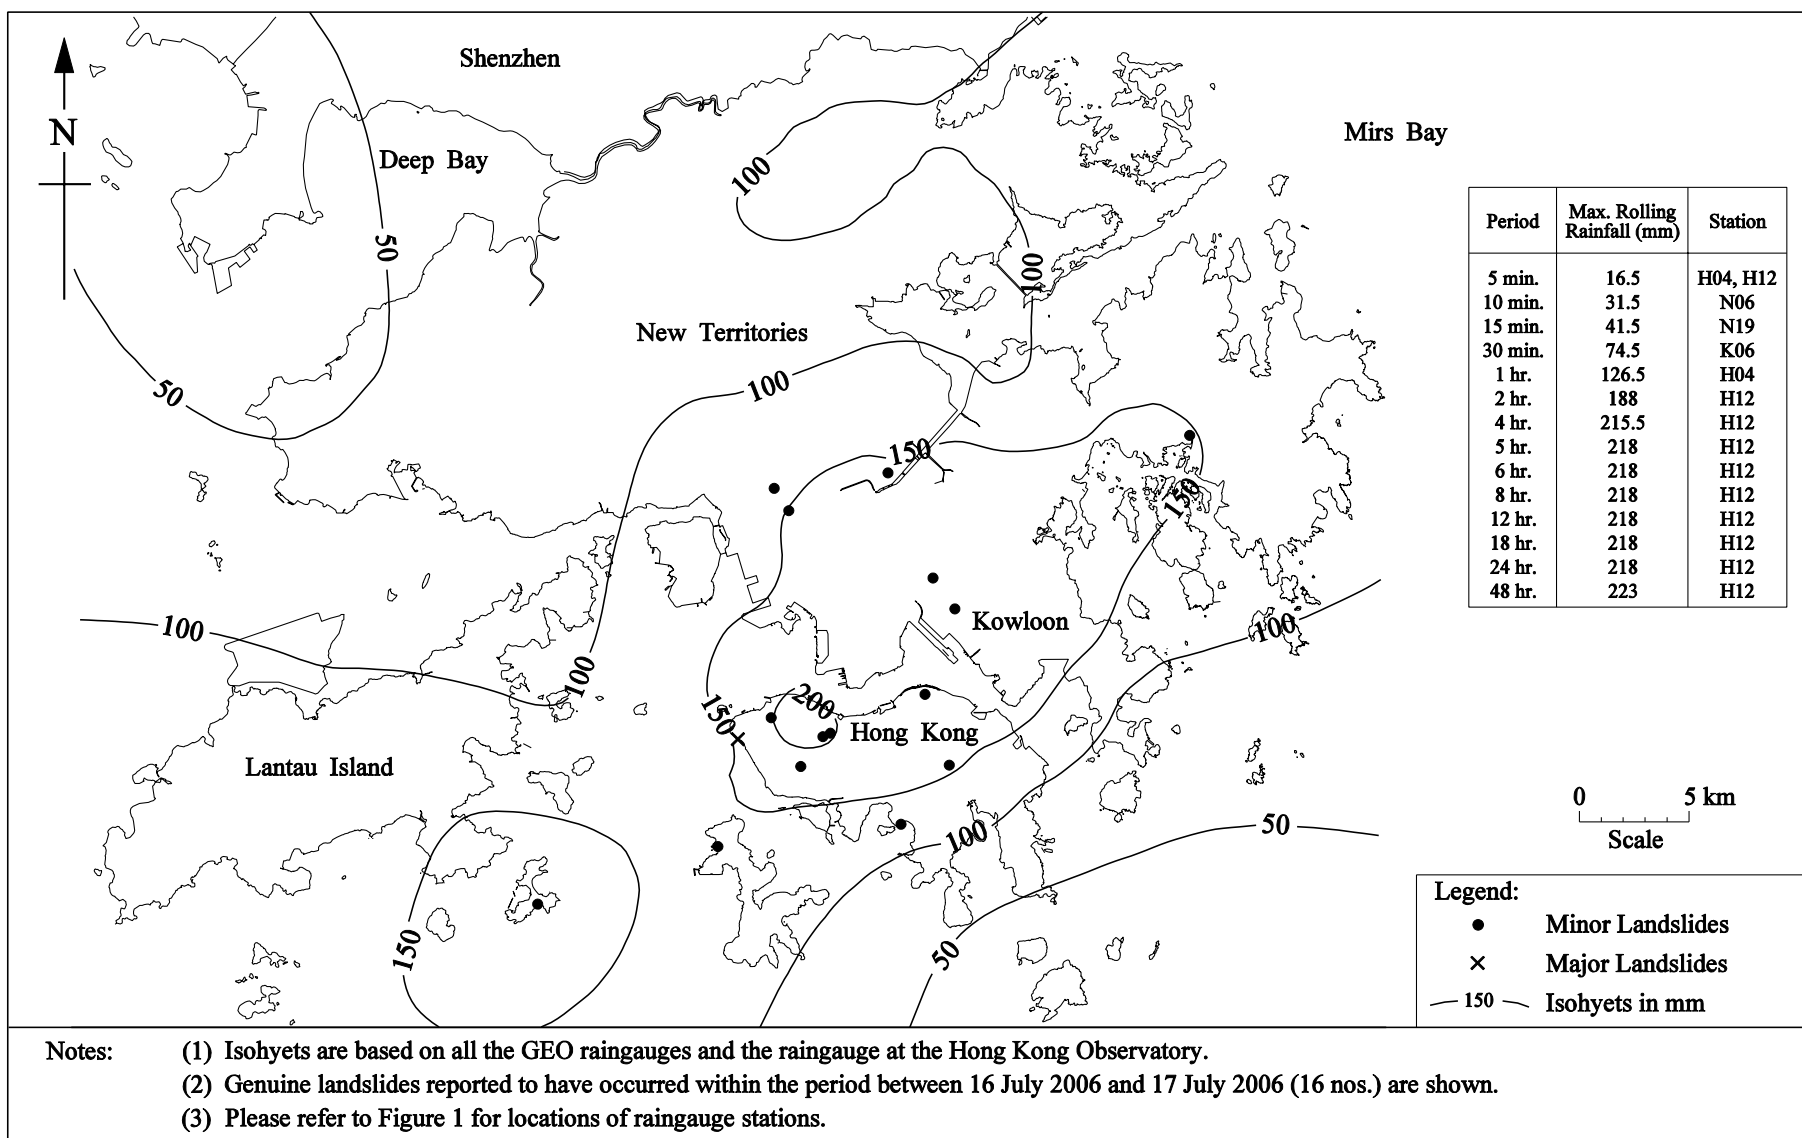 Shenzhen
N
Deep Bay
Mirs Bay
100
50
100
New Territories
50
100
150
150
100
100
Kowloon
100
200
150
Hong Kong
Lantau Island
100
50
150
50
Period Max. Rolling Rainfall (mm) Station
5 min. 16.5 H04, H12
10 min. 31.5 N06
15 min. 41.5 N19
30 min. 74.5 K06
1 hr. 126.5 H04
2 hr. 188 H12
4 hr. 215.5 H12
5 hr. 218 H12
6 hr. 218 H12
8 hr. 218 H12
12 hr. 218 H12
18 hr. 218 H12
24 hr. 218 H12
48 hr. 223 H12
0 5 km
Scale
Legend:
Minor Landslides
Major Landslides
150 Isohyets in mm
Notes: (1) Isohyets are based on all the GEO raingauges and the raingauge at the Hong Kong Observatory.
(2) Genuine landslides reported to have occurred within the period between 16 July 2006 and 17 July 2006 (16 nos.) are shown.
(3) Please refer to Figure 1 for locations of raingauge stations.